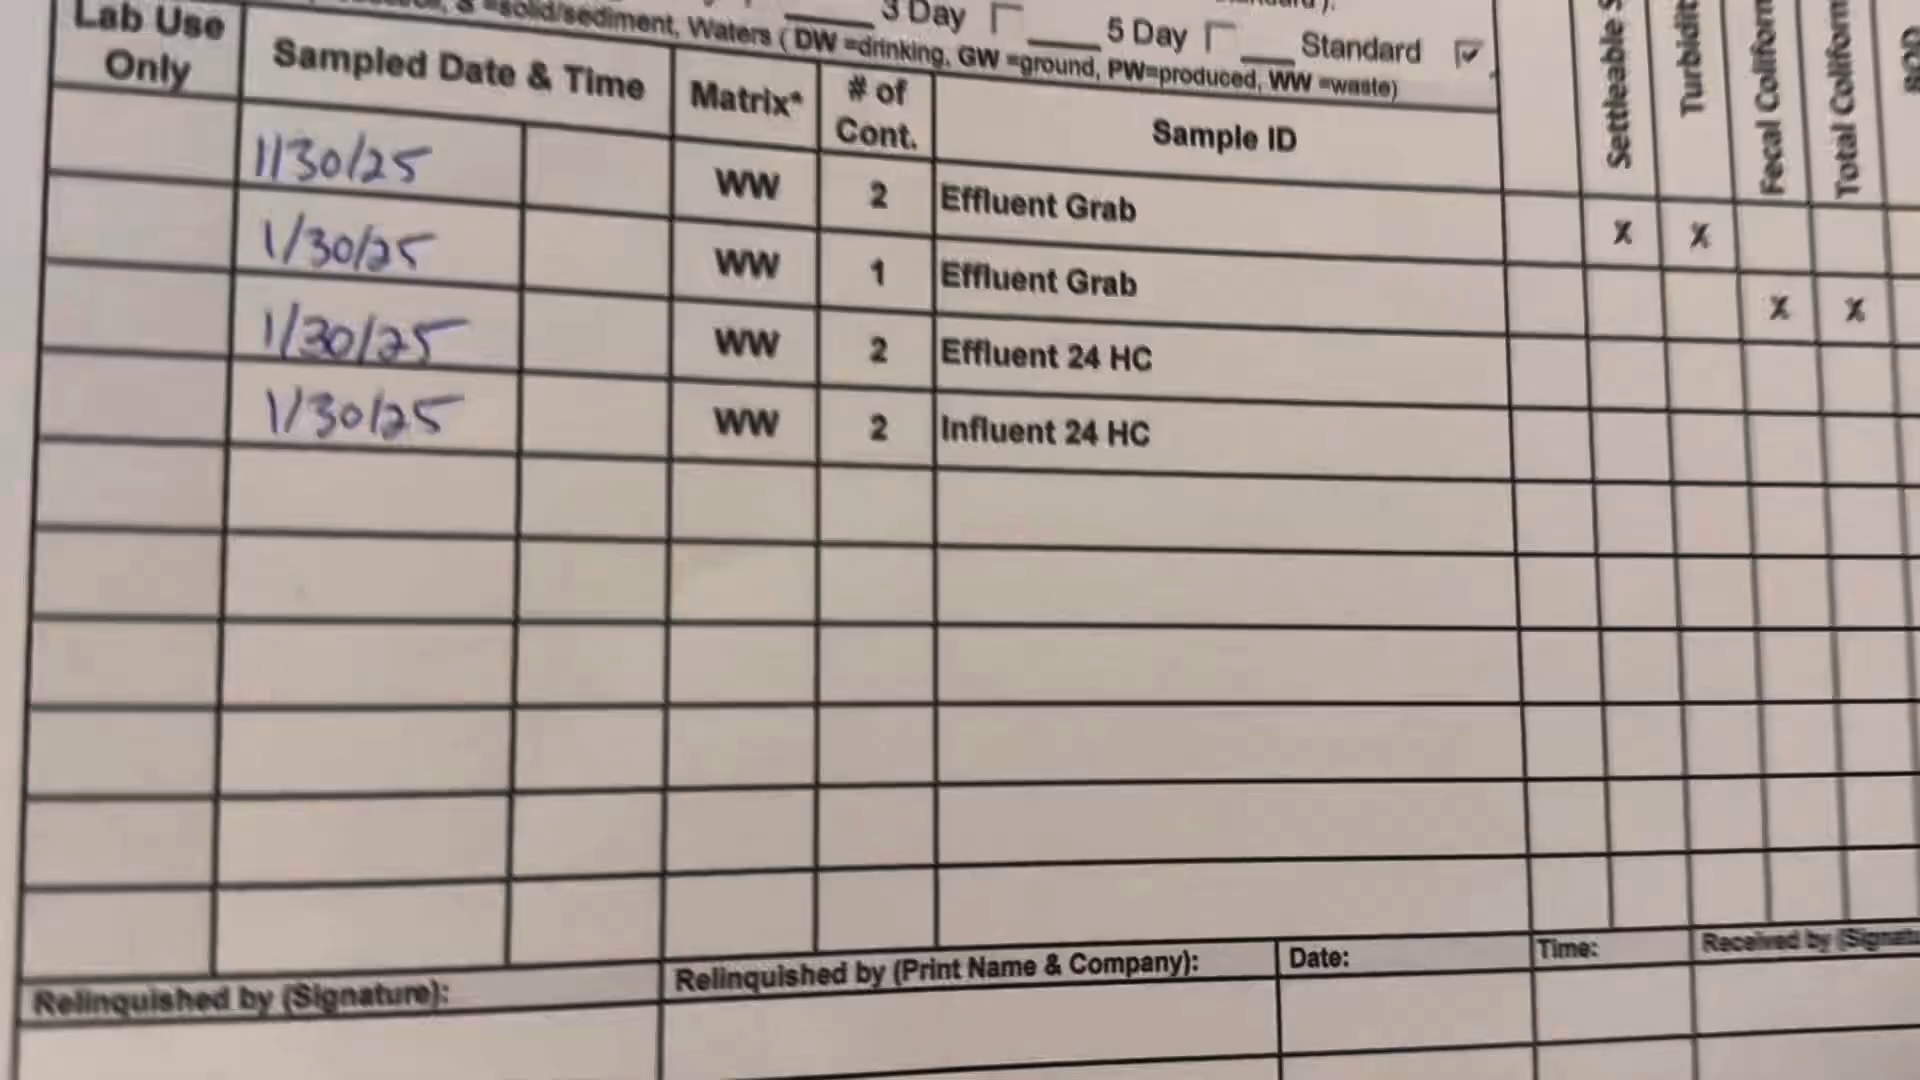 3 Day 5 Day Standard
=solid/sediment, Waters ( DW =drinking, GW =ground, PW=produced, WW =waste)
Lab Use Only Sampled Date & Time Matrix* # of Cont. Sample ID Settleable S Turbidit Fecal Coliform Total Coliform BOD
1/30/25 WW 2 Effluent Grab X X
1/30/25 WW 1 Effluent Grab X X
1/30/25 WW 2 Effluent 24 HC
1/30/25 WW 2 Influent 24 HC
Relinquished by (Signature): Relinquished by (Print Name & Company): Date: Time: Received by (Signatu